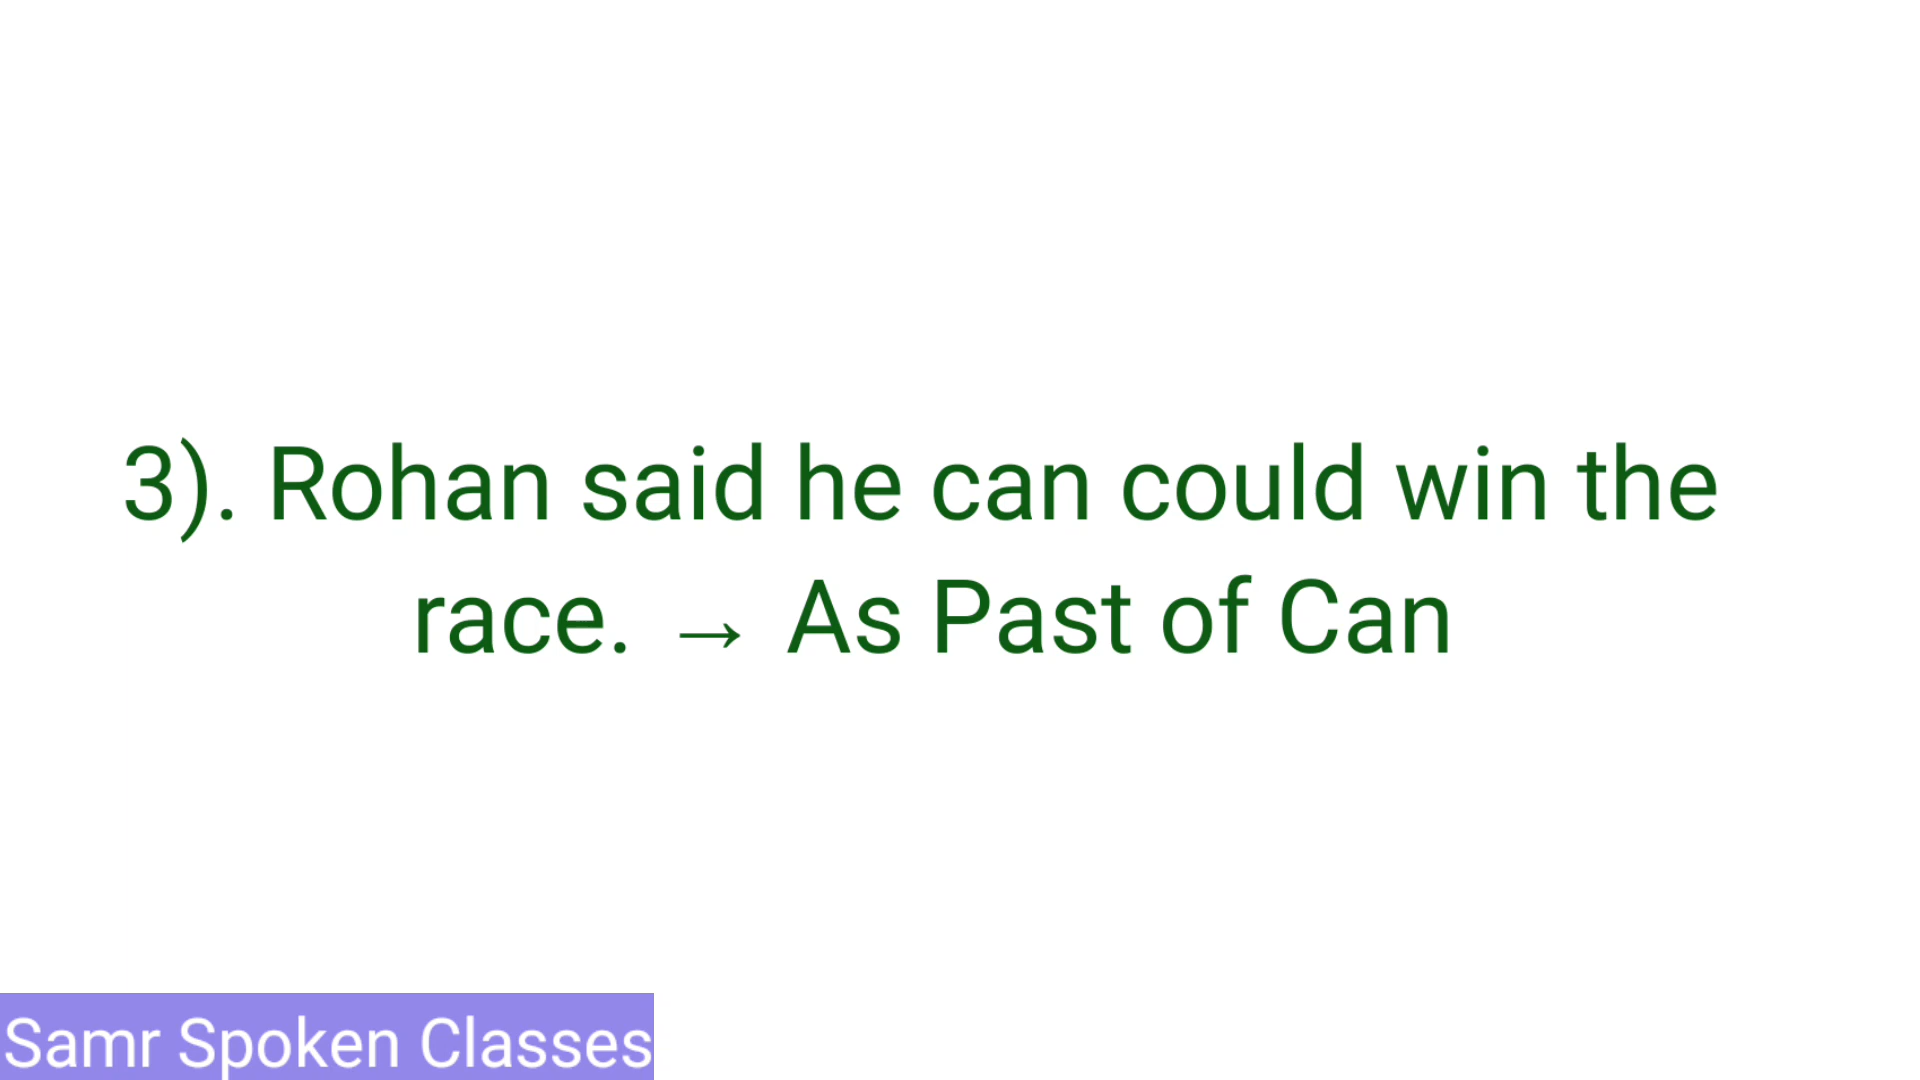 3). Rohan said he can could win the
race. → As Past of Can
Samr Spoken Classes